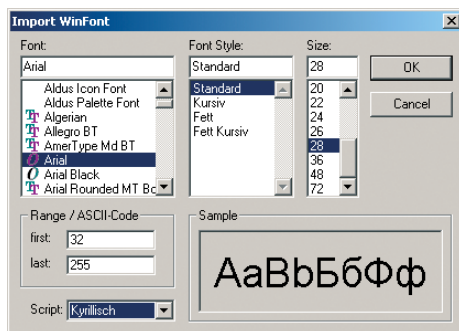 Import WinFont
Font:
Arial
Aldus Icon Font
Aldus Palette Font
Algerian
Allegro BT
AmerType Md BT
Arial
Arial Black
Arial Rounded MT Bo
Font Style:
Standard
Standard
Kursiv
Fett
Fett Kursiv
Size:
28
20
22
24
26
28
36
48
72
OK
Cancel
Range / ASCII-Code
first: 32
last: 255
Script: Kyrillisch
Sample
AaBbБбФф